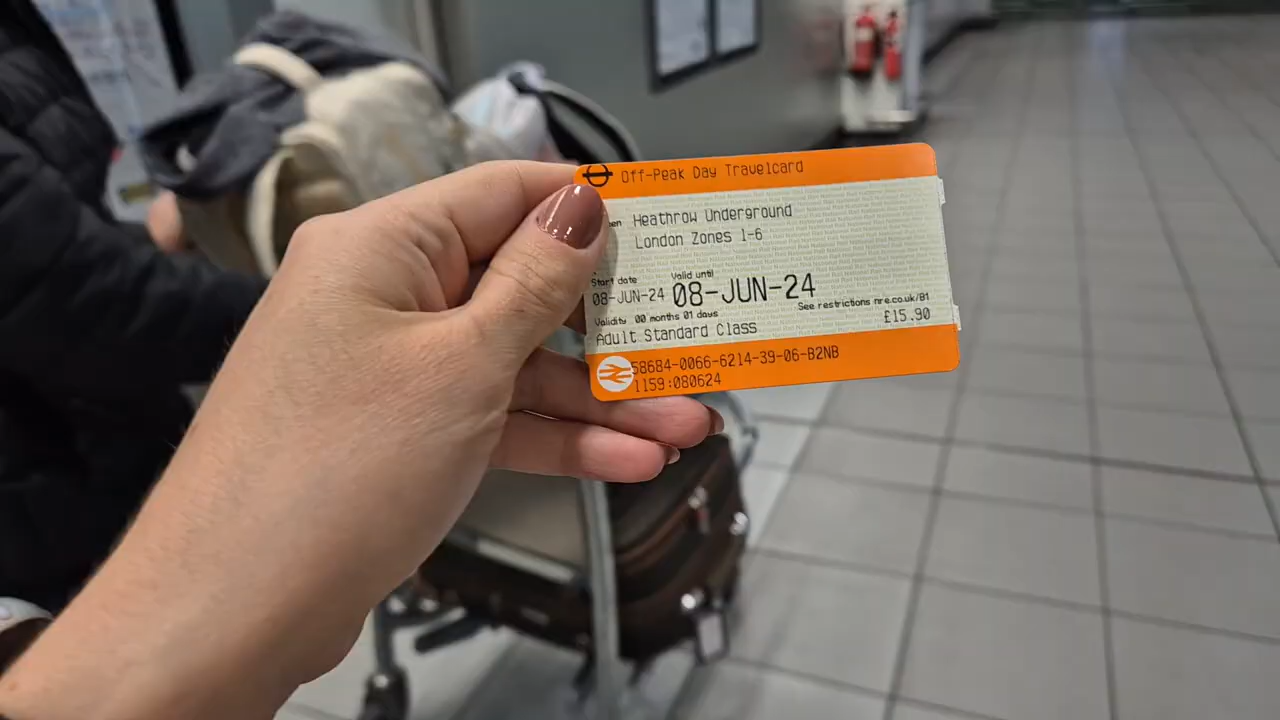 Off-Peak Day Travelcard
Heathrow Underground
London Zones 1-6
Start date
Valid until
08-JUN-24
08-JUN-24
Validity 00 months 01 days
See restrictions nre.co.uk/B1
£15.90
Adult Standard Class
58684-0066-6214-39-06-B2NB
1159:080624